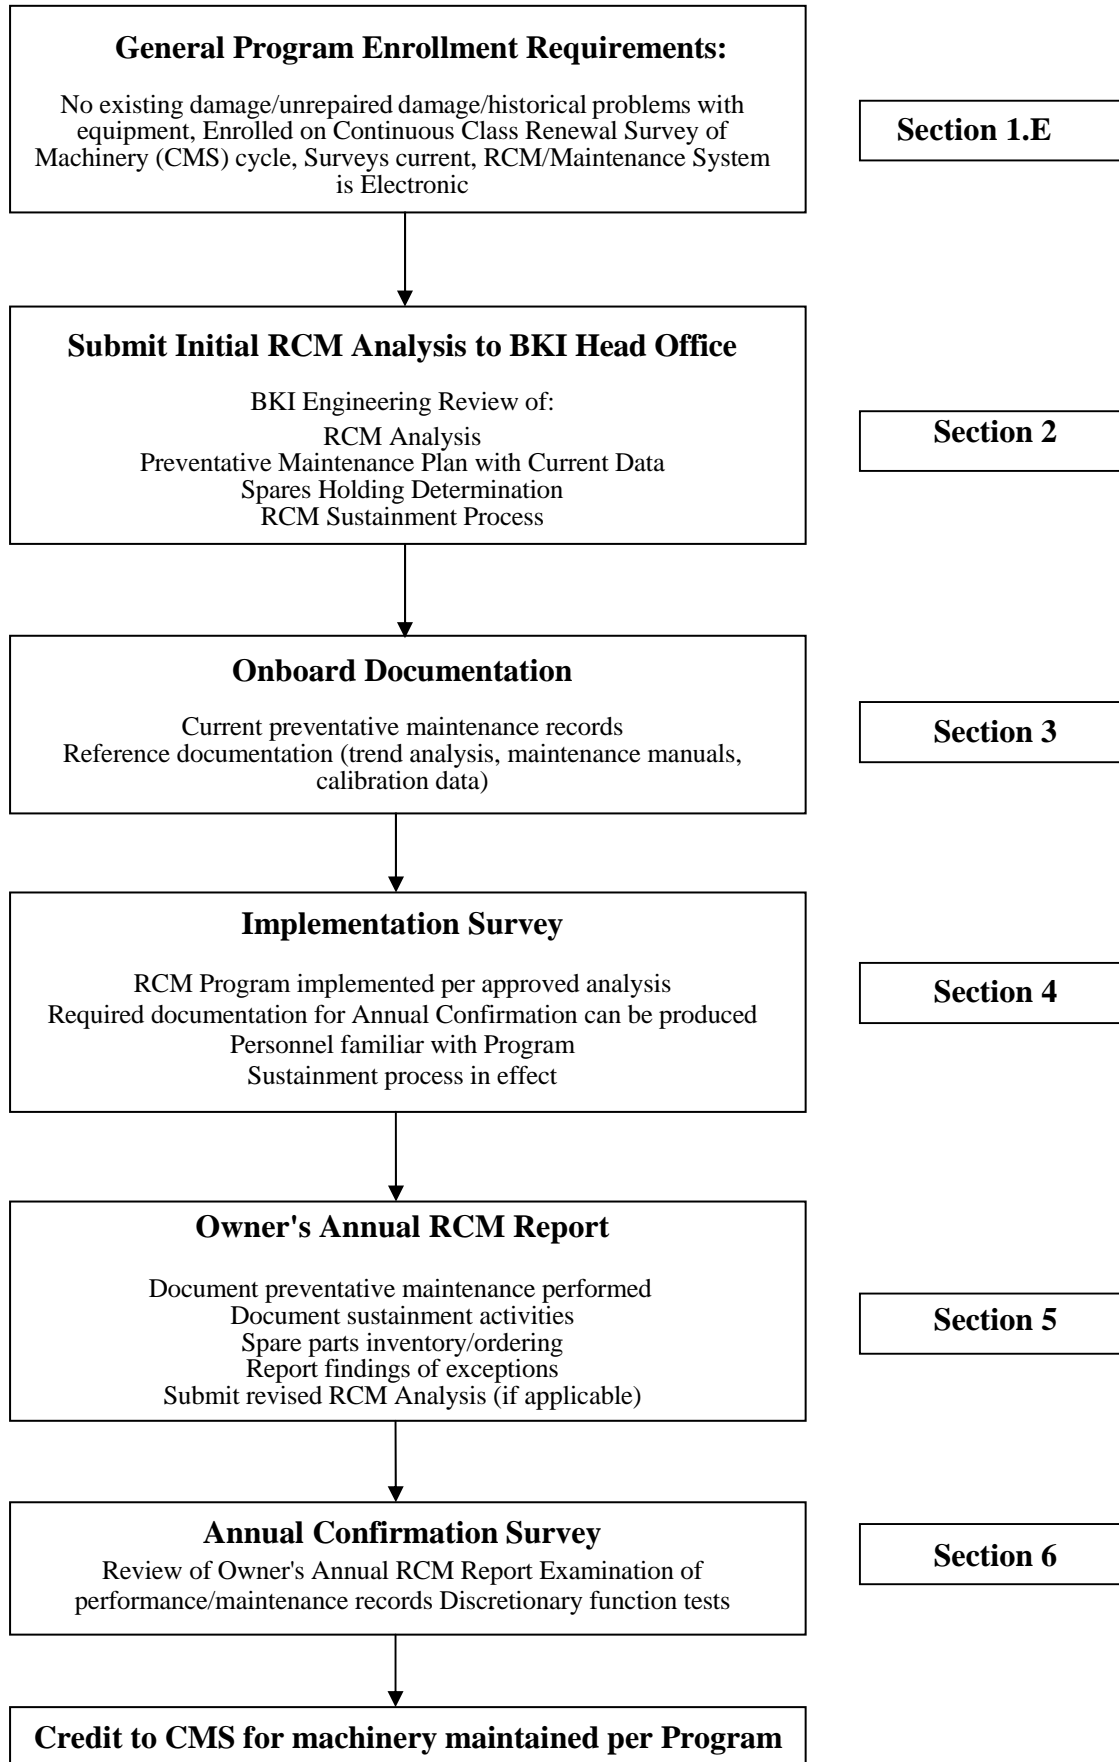 General Program Enrollment Requirements:
No existing damage/unrepaired damage/historical problems with
equipment, Enrolled on Continuous Class Renewal Survey of
Machinery (CMS) cycle, Surveys current, RCM/Maintenance System
is Electronic
Section 1.E
Submit Initial RCM Analysis to BKI Head Office
BKI Engineering Review of:
RCM Analysis
Preventative Maintenance Plan with Current Data
Spares Holding Determination
RCM Sustainment Process
Section 2
Onboard Documentation
Current preventative maintenance records
Reference documentation (trend analysis, maintenance manuals,
calibration data)
Section 3
Implementation Survey
RCM Program implemented per approved analysis
Required documentation for Annual Confirmation can be produced
Personnel familiar with Program
Sustainment process in effect
Section 4
Owner's Annual RCM Report
Document preventative maintenance performed
Document sustainment activities
Spare parts inventory/ordering
Report findings of exceptions
Submit revised RCM Analysis (if applicable)
Section 5
Annual Confirmation Survey
Review of Owner's Annual RCM Report Examination of
performance/maintenance records Discretionary function tests
Section 6
Credit to CMS for machinery maintained per Program